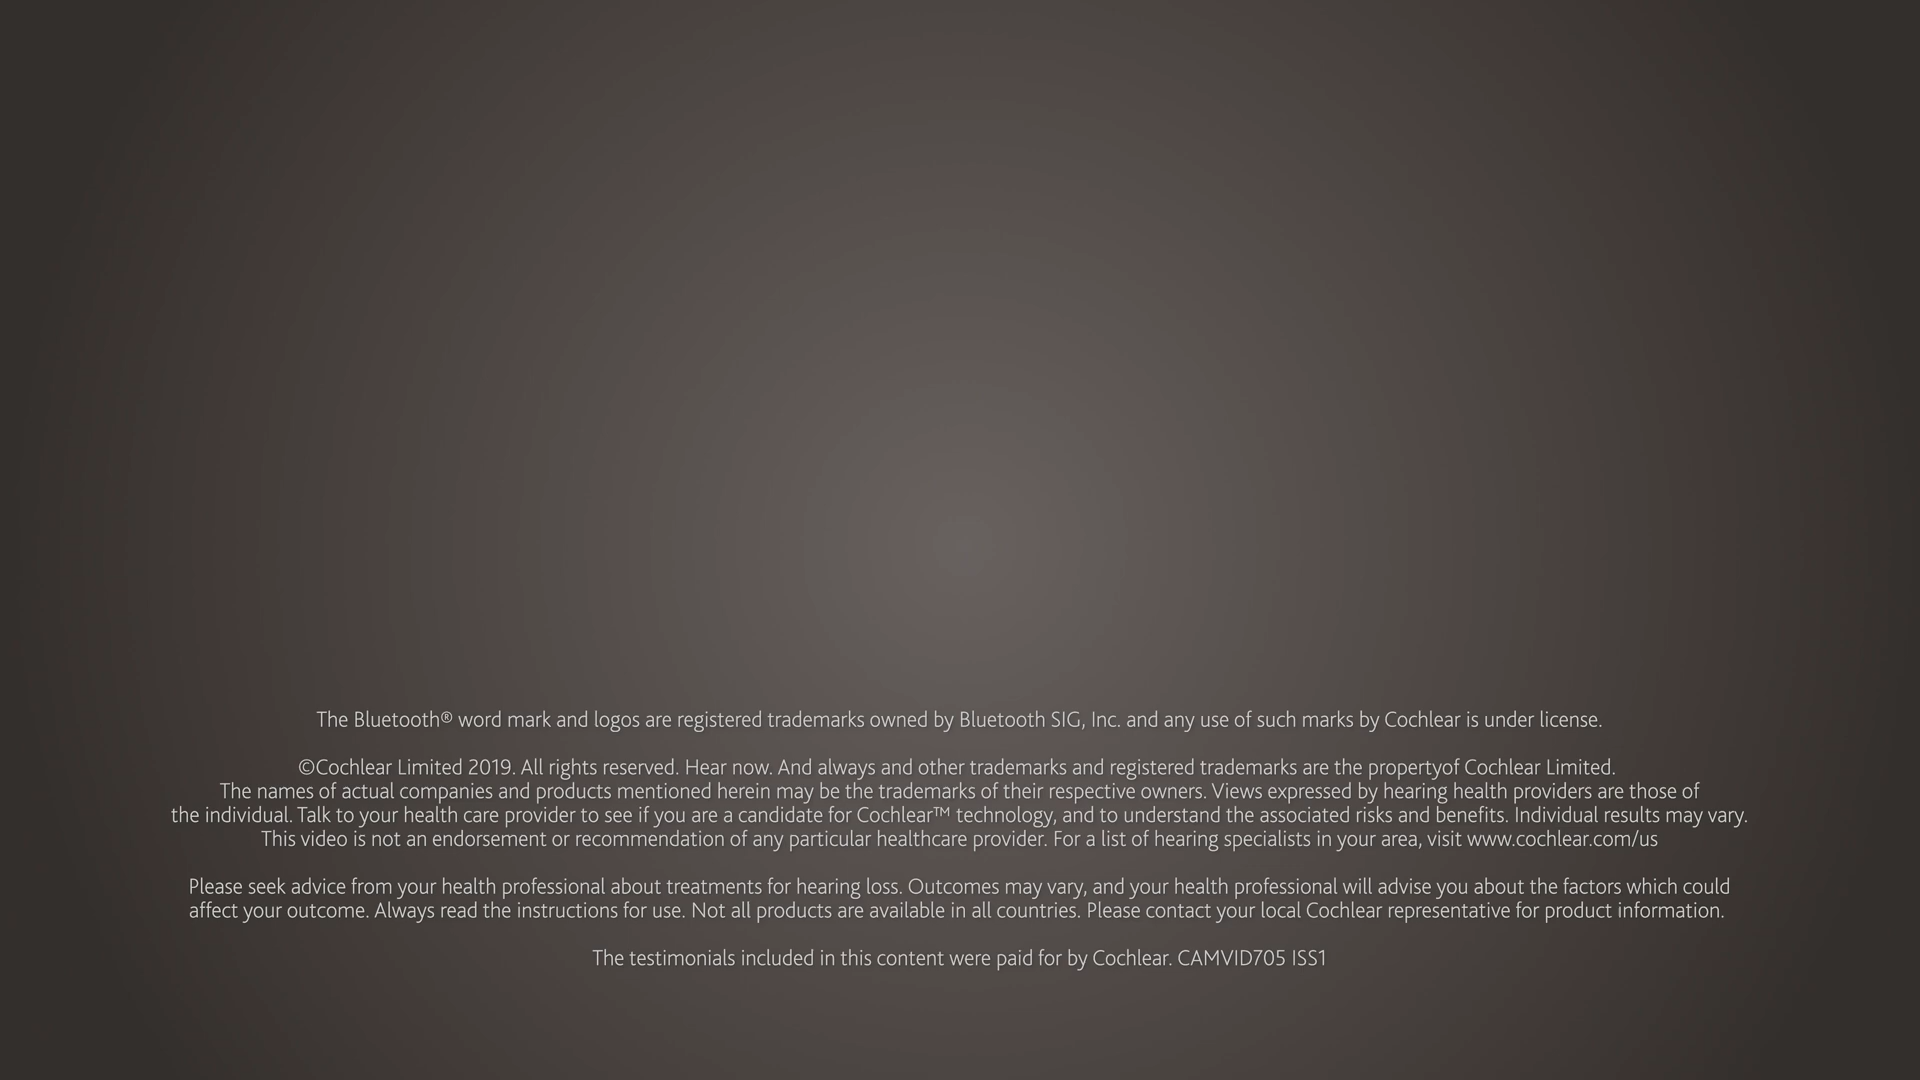 The Bluetooth® word mark and logos are registered trademarks owned by Bluetooth SIG, Inc. and any use of such marks by Cochlear is under license.
©Cochlear Limited 2019. All rights reserved. Hear now. And always and other trademarks and registered trademarks are the propertyof Cochlear Limited.
The names of actual companies and products mentioned herein may be the trademarks of their respective owners. Views expressed by hearing health providers are those of
the individual. Talk to your health care provider to see if you are a candidate for Cochlear™ technology, and to understand the associated risks and benefits. Individual results may vary.
This video is not an endorsement or recommendation of any particular healthcare provider. For a list of hearing specialists in your area, visit www.cochlear.com/us
Please seek advice from your health professional about treatments for hearing loss. Outcomes may vary, and your health professional will advise you about the factors which could
affect your outcome. Always read the instructions for use. Not all products are available in all countries. Please contact your local Cochlear representative for product information.
The testimonials included in this content were paid for by Cochlear. CAMVID705 ISS1